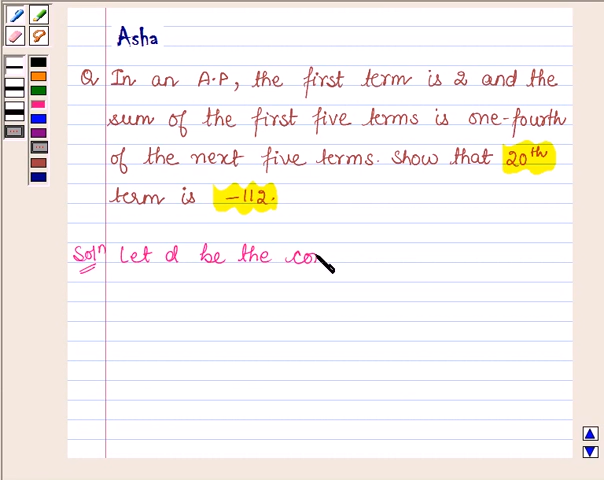 Asha
Q In an A.P, the first term is 2 and the
sum of the first five terms is one-fourth
of the next five terms. Show that 20th
term is -112.
Soln Let d be the co